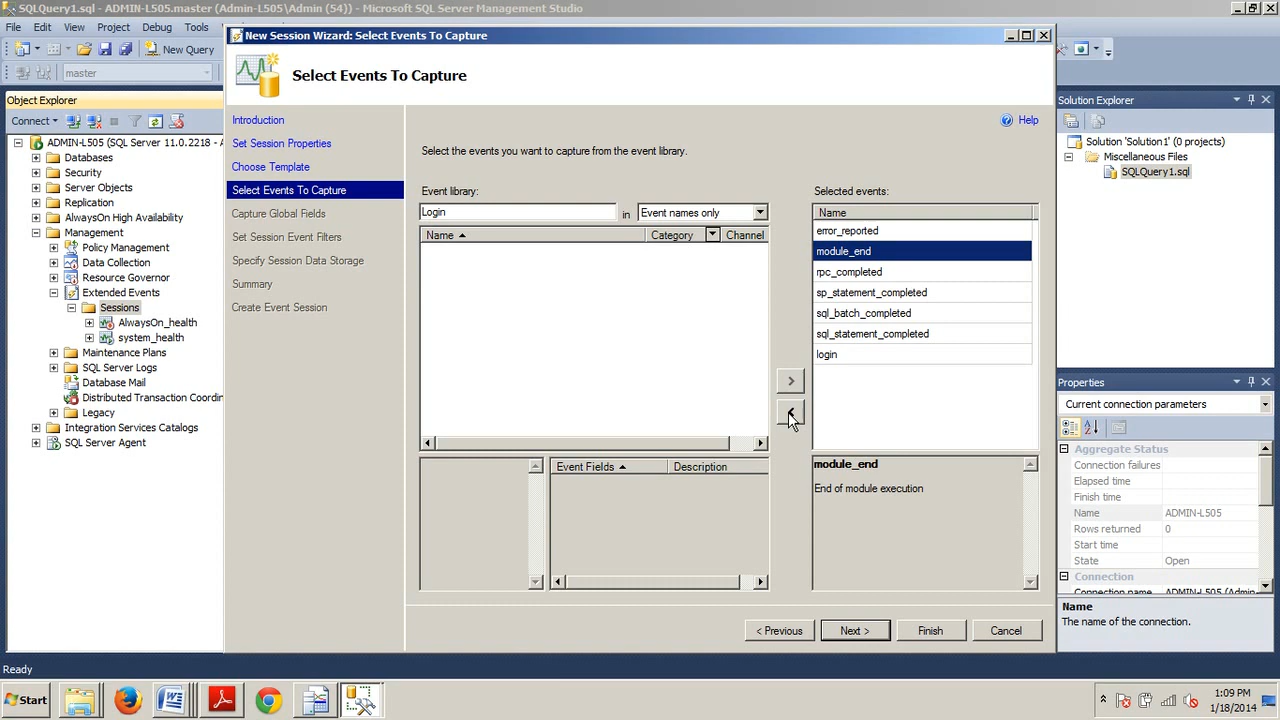 SQLQuery1.sql - ADMIN-L505.master (Admin-L505\Admin (54)) - Microsoft SQL Server Management Studio
File Edit View Project Debug Tools
New Query
master
New Session Wizard: Select Events To Capture
Select Events To Capture
Object Explorer
Connect
ADMIN-L505 (SQL Server 11.0.2218 - A
Databases
Security
Server Objects
Replication
AlwaysOn High Availability
Management
Policy Management
Data Collection
Resource Governor
Extended Events
Sessions
AlwaysOn_health
system_health
Maintenance Plans
SQL Server Logs
Database Mail
Distributed Transaction Coordin
Legacy
Integration Services Catalogs
SQL Server Agent
Introduction
Set Session Properties
Choose Template
Select Events To Capture
Capture Global Fields
Set Session Event Filters
Specify Session Data Storage
Summary
Create Event Session
Help
Select the events you want to capture from the event library.
Event library:
Login in Event names only
Name Category Channel
Event Fields Description
Selected events:
Name
error_reported
module_end
rpc_completed
sp_statement_completed
sql_batch_completed
sql_statement_completed
login
>
<
module_end
End of module execution
< Previous Next > Finish Cancel
Solution Explorer
Solution 'Solution1' (0 projects)
Miscellaneous Files
SQLQuery1.sql
Properties
Current connection parameters
Aggregate Status
Connection failures
Elapsed time
Finish time
Name ADMIN-L505
Rows returned 0
Start time
State Open
Connection
Connection name ADMIN-L505 (Admin
Name
The name of the connection.
Ready
Start
1:09 PM
1/18/2014